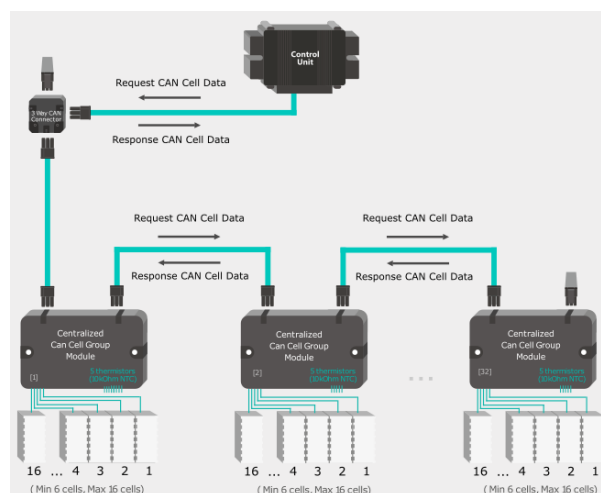 Control
Unit
Request CAN Cell Data
3 Way CAN
Connector
Response CAN Cell Data
Request CAN Cell Data
Request CAN Cell Data
Response CAN Cell Data
Response CAN Cell Data
Centralized
Can Cell Group
Module
[1]
5 thermistors
(10kOhm NTC)
Centralized
Can Cell Group
Module
[2]
5 thermistors
(10kOhm NTC)
...
Centralized
Can Cell Group
Module
[32]
5 thermistors
(10kOhm NTC)
16 ... 4 3 2 1
16 ... 4 3 2 1
16 ... 4 3 2 1
( Min 6 cells, Max 16 cells)
( Min 6 cells, Max 16 cells)
( Min 6 cells, Max 16 cells)